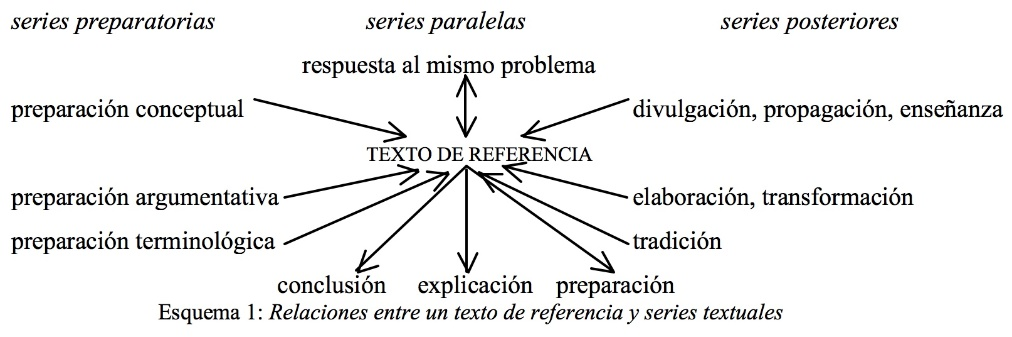 series preparatorias series paralelas series posteriores
respuesta al mismo problema
preparación conceptual divulgación, propagación, enseñanza
TEXTO DE REFERENCIA
preparación argumentativa elaboración, transformación
preparación terminológica tradición
conclusión explicación preparación
Esquema 1: Relaciones entre un texto de referencia y series textuales